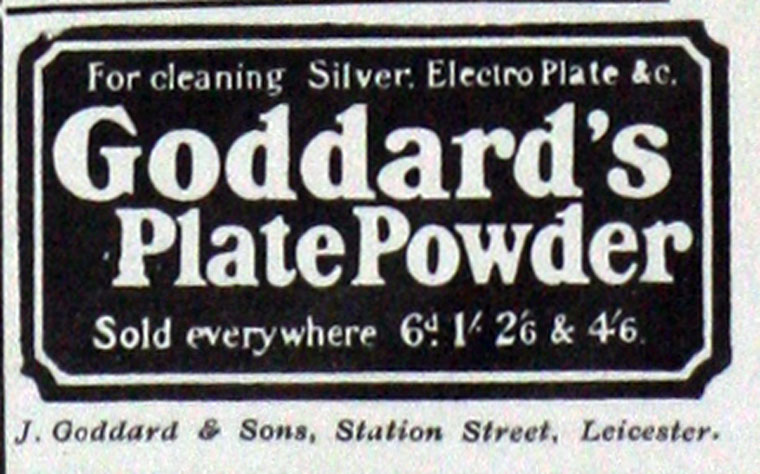 For cleaning Silver, Electro Plate &c.
Goddard's
Plate Powder
Sold everywhere 6d. 1/- 2/6 & 4/6.
J. Goddard & Sons, Station Street, Leicester.